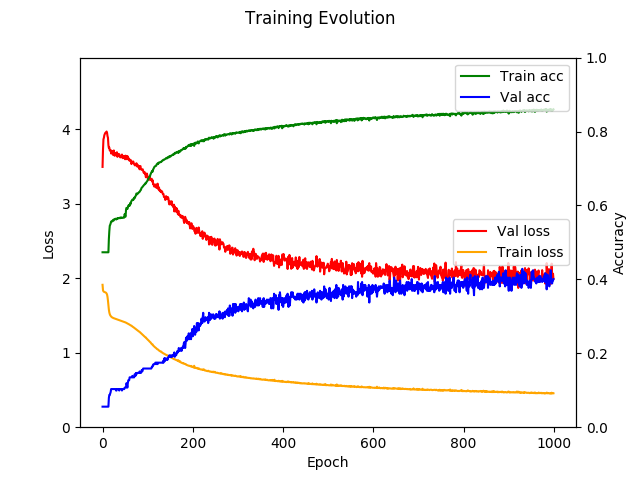 Training Evolution
Train acc
Val acc
Val loss
Train loss
Loss
Accuracy
0
1
2
3
4
0.0
0.2
0.4
0.6
0.8
1.0
0
200
400
600
800
1000
Epoch